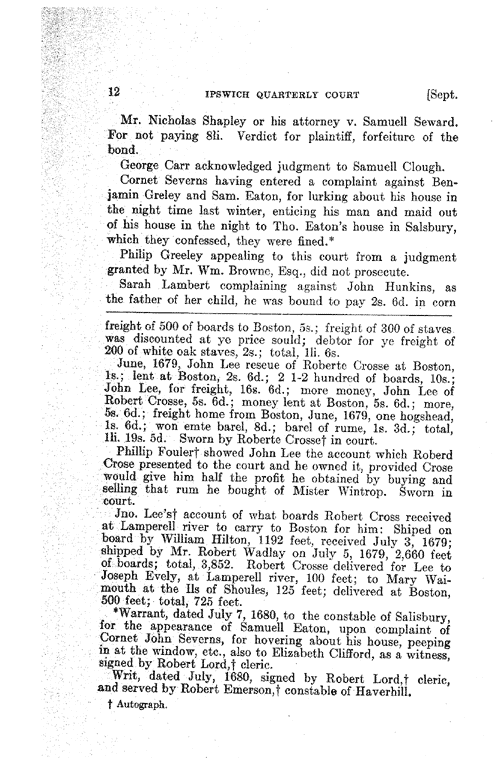 12 IPSWICH QUARTERLY COURT [Sept.
Mr. Nicholas Shapley or his attorney v. Samuell Seward.
For not paying 8li. Verdict for plaintiff, forfeiture of the
bond.
George Carr acknowledged judgment to Samuell Clough.
Cornet Severns having entered a complaint against Ben-
jamin Greley and Sam. Eaton, for lurking about his house in
the night time last winter, enticing his man and maid out
of his house in the night to Tho. Eaton's house in Salsbury,
which they confessed, they were fined.*
Philip Greeley appealing to this court from a judgment
granted by Mr. Wm. Browne, Esq., did not prosecute.
Sarah Lambert complaining against John Hunkins, as
the father of her child, he was bound to pay 2s. 6d. in corn
freight of 500 of boards to Boston, 5s.; freight of 300 of staves
was discounted at ye price sould; debtor for ye freight of
200 of white oak staves, 2s.; total, 1li. 6s.
June, 1679, John Lee rescue of Roberte Crosse at Boston,
1s.; lent at Boston, 2s. 6d.; 2 1-2 hundred of boards, 10s.;
John Lee, for freight, 16s. 6d.; more money, John Lee of
Robert Crosse, 5s. 6d.; money lent at Boston, 5s. 6d.; more,
5s. 6d.; freight home from Boston, June, 1679, one hogshead,
1s. 6d.; won emte barel, 8d.; barel of rume, 1s. 3d.; total,
1li. 19s. 5d. Sworn by Roberte Crosse† in court.
Phillip Fouler† showed John Lee the account which Roberd
Crose presented to the court and he owned it, provided Crose
would give him half the profit he obtained by buying and
selling that rum he bought of Mister Wintrop. Sworn in
court.
Jno. Lee's† account of what boards Robert Cross received
at Lamperell river to carry to Boston for him: Shiped on
board by William Hilton, 1192 feet, received July 3, 1679;
shipped by Mr. Robert Wadlay on July 5, 1679, 2,660 feet
of boards; total, 3,852. Robert Crosse delivered for Lee to
Joseph Evely, at Lamperell river, 100 feet; to Mary Wai-
mouth at the Ils of Shoules, 125 feet; delivered at Boston,
500 feet; total, 725 feet.
*Warrant, dated July 7, 1680, to the constable of Salisbury,
for the appearance of Samuell Eaton, upon complaint of
Cornet John Severns, for hovering about his house, peeping
in at the window, etc., also to Elizabeth Clifford, as a witness,
signed by Robert Lord,† cleric.
Writ, dated July, 1680, signed by Robert Lord,† cleric,
and served by Robert Emerson,† constable of Haverhill.
† Autograph.